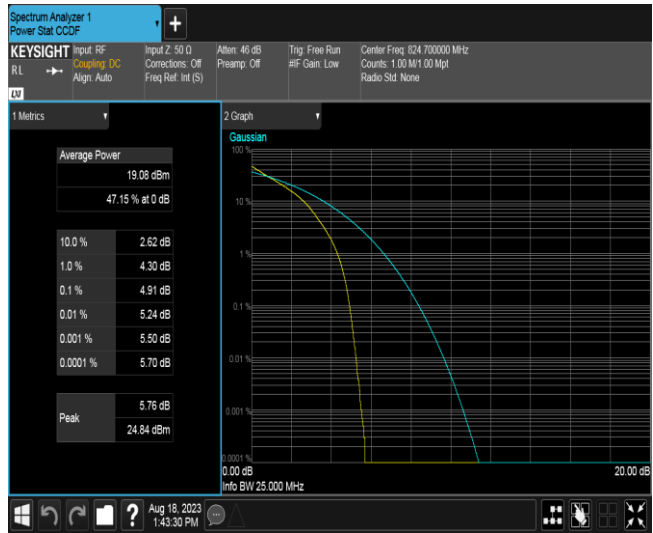 Spectrum Analyzer 1
Power Stat CCDF
+
KEYSIGHT
RL
LXI
Input: RF
Coupling: DC
Align: Auto
Input Z: 50 Ω
Corrections: Off
Freq Ref: Int (S)
Atten: 46 dB
Preamp: Off
Trig: Free Run
#IF Gain: Low
Center Freq: 824.700000 MHz
Counts: 1.00 M/1.00 Mpt
Radio Std: None
1 Metrics
Average Power
19.08 dBm
47.15 % at 0 dB
10.0 % 2.62 dB
1.0 % 4.30 dB
0.1 % 4.91 dB
0.01 % 5.24 dB
0.001 % 5.50 dB
0.0001 % 5.70 dB
Peak
5.76 dB
24.84 dBm
2 Graph
Gaussian
100 %
10 %
1 %
0.1 %
0.01 %
0.001 %
0.0001 %
0.00 dB 20.00 dB
Info BW 25.000 MHz
?
Aug 18, 2023
1:43:30 PM